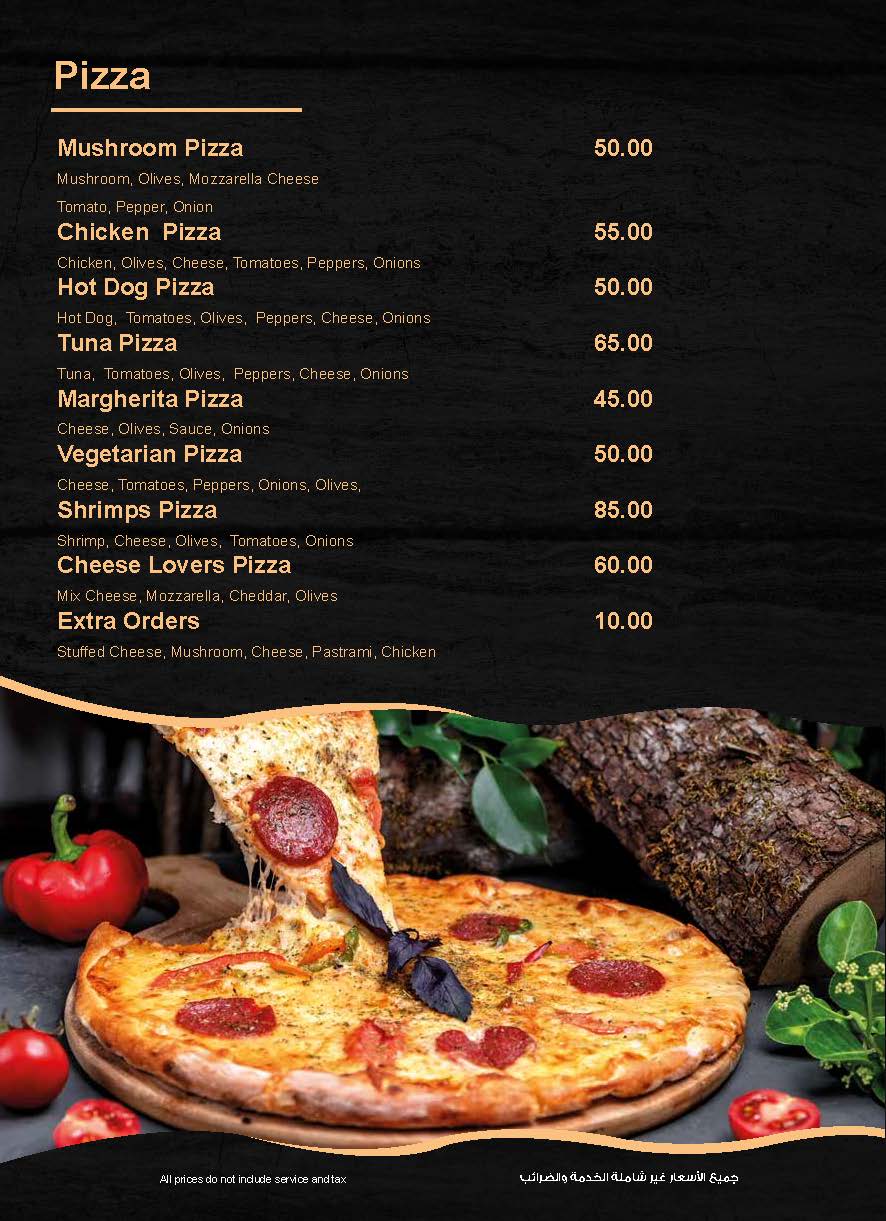 Pizza
Mushroom Pizza 50.00
Mushroom, Olives, Mozzarella Cheese
Tomato, Pepper, Onion
Chicken Pizza 55.00
Chicken, Olives, Cheese, Tomatoes, Peppers, Onions
Hot Dog Pizza 50.00
Hot Dog, Tomatoes, Olives, Peppers, Cheese, Onions
Tuna Pizza 65.00
Tuna, Tomatoes, Olives, Peppers, Cheese, Onions
Margherita Pizza 45.00
Cheese, Olives, Sauce, Onions
Vegetarian Pizza 50.00
Cheese, Tomatoes, Peppers, Onions, Olives,
Shrimps Pizza 85.00
Shrimp, Cheese, Olives, Tomatoes, Onions
Cheese Lovers Pizza 60.00
Mix Cheese, Mozzarella, Cheddar, Olives
Extra Orders 10.00
Stuffed Cheese, Mushroom, Cheese, Pastrami, Chicken
All prices do not include service and tax
جميع الأسعار غير شاملة الخدمة والضرائب